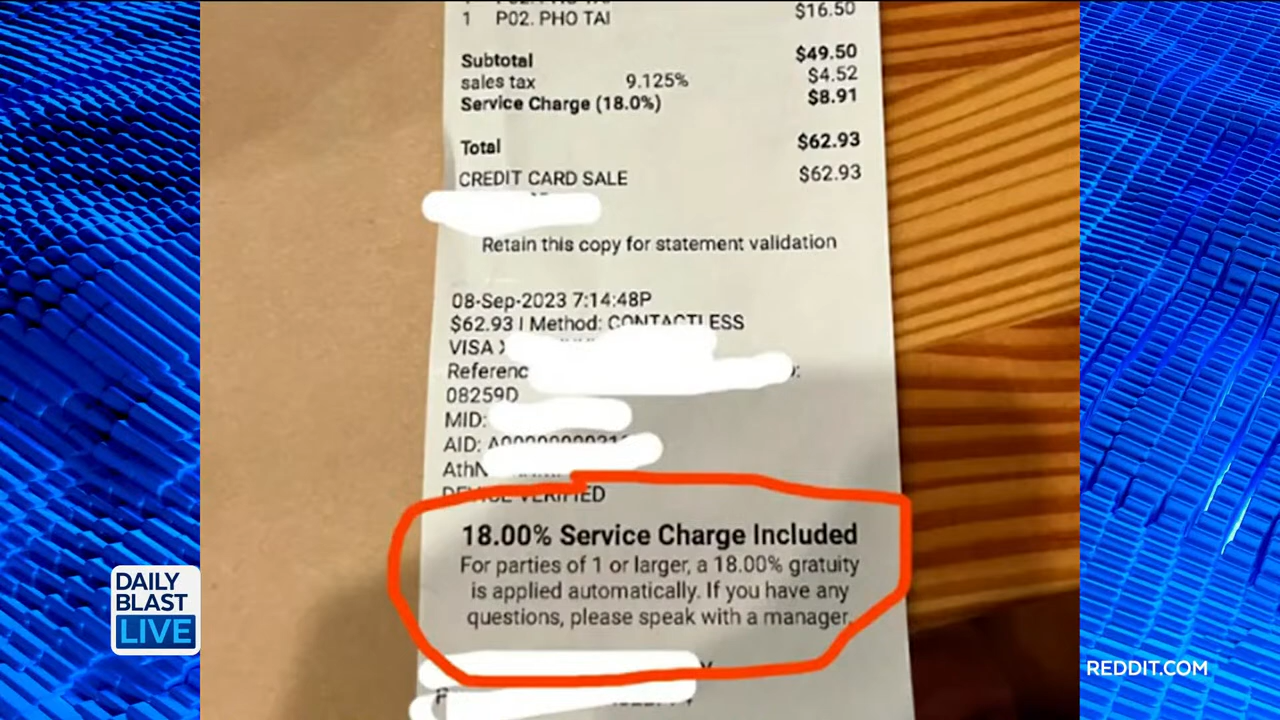 1 P02. PHO TAI $16.50
Subtotal $49.50
sales tax 9.125% $4.52
Service Charge (18.0%) $8.91
Total $62.93
CREDIT CARD SALE $62.93
Retain this copy for statement validation
08-Sep-2023 7:14:48P
$62.93 | Method: CONTACTLESS
VISA
Referenc
08259D
MID:
AID:
AthN
DEVICE VERIFIED
18.00% Service Charge Included
For parties of 1 or larger, a 18.00% gratuity
is applied automatically. If you have any
questions, please speak with a manager.
DAILY
BLAST
LIVE
REDDIT.COM